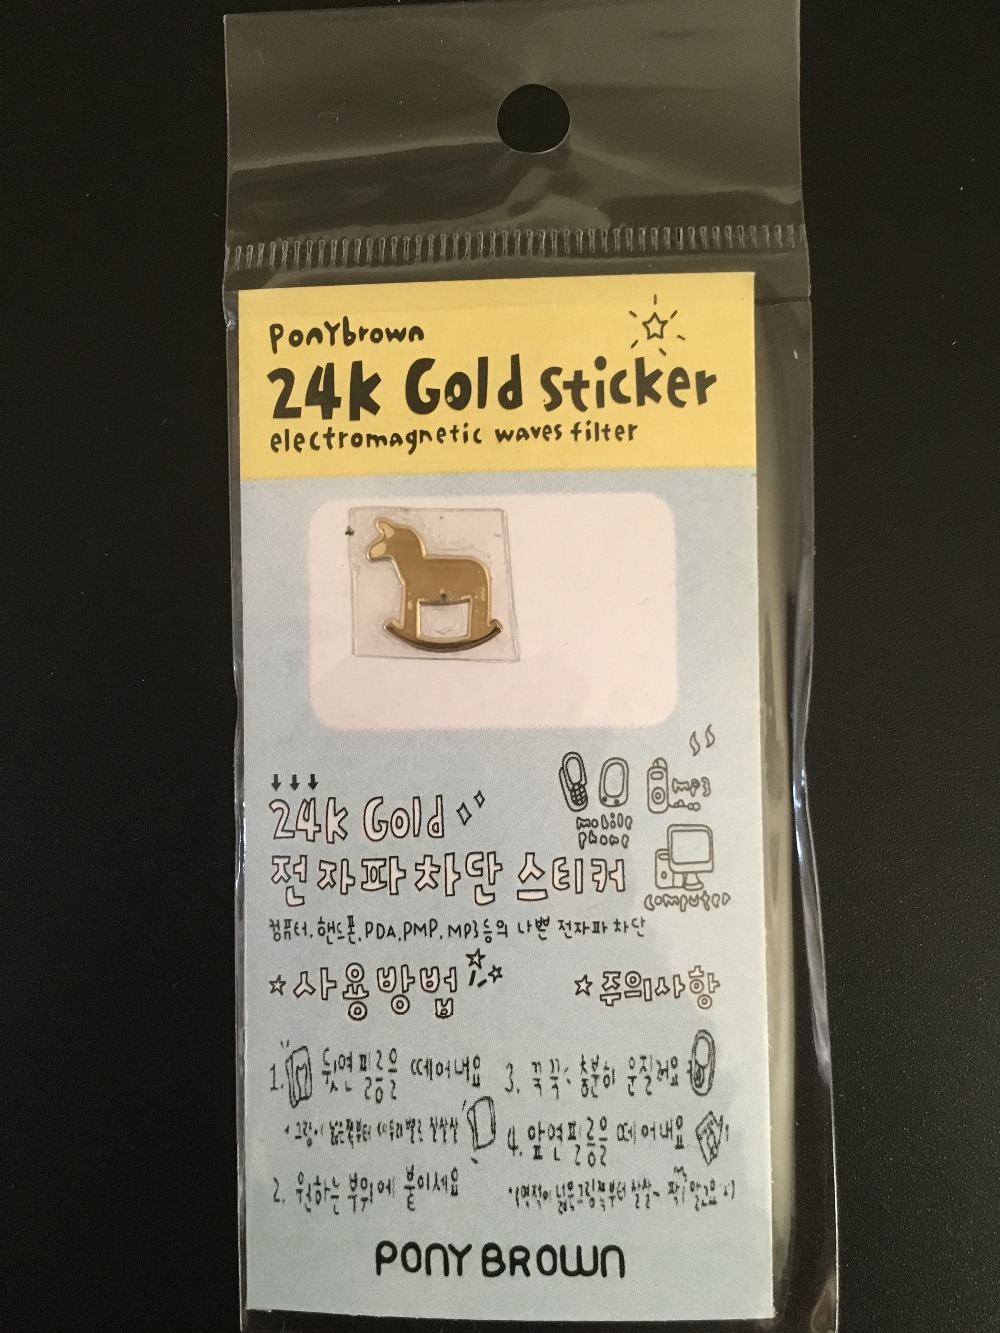 Ponybrown
24k Gold sticker
electromagnetic waves filter
mobile
phone
mp3
24k Gold
전자파 차단 스티커
computer
컴퓨터, 핸드폰, PDA, PMP, MP3등의 나쁜 전자파 차단
사용방법
주의사항
1. 뒷면 필름을 떼어내요
2. 원하는 부위에 붙이세요
3. 꾹꾹~ 충분히 문질러요
4. 앞면필름을 떼어내요
PONY BROWN